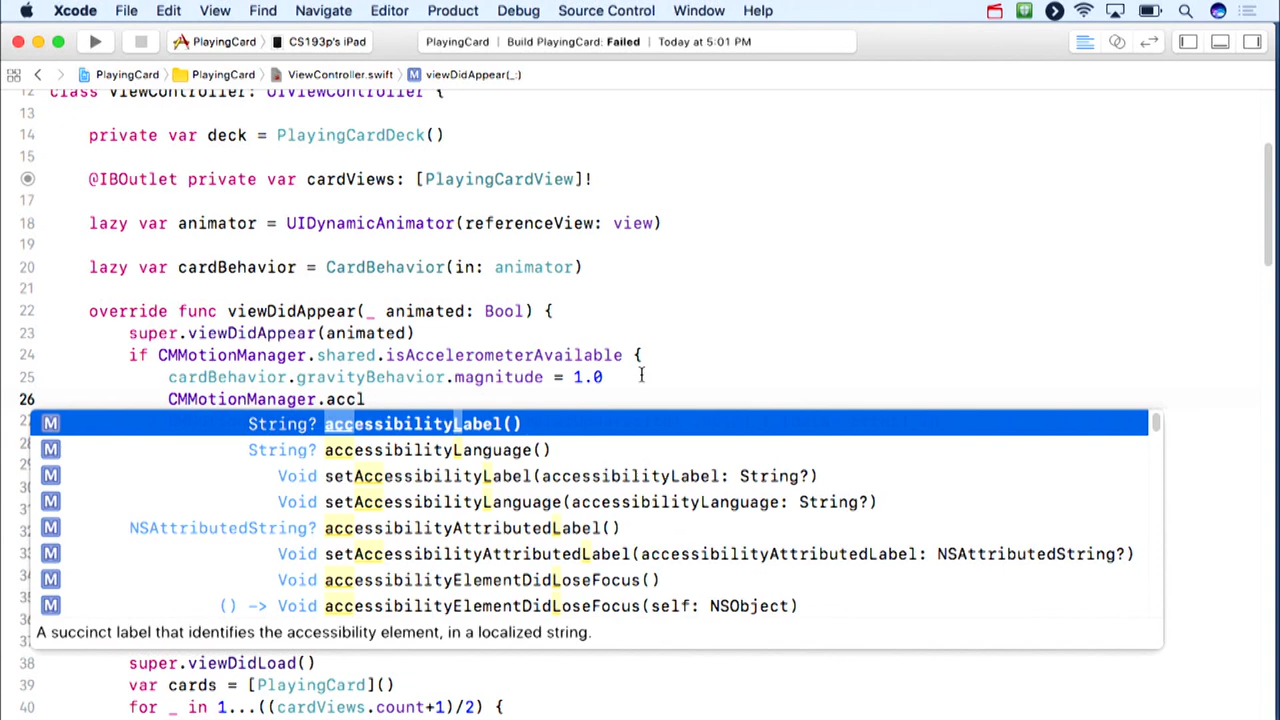 Xcode File Edit View Find Navigate Editor Product Debug Source Control Window Help
PlayingCard CS193p's iPad PlayingCard Build PlayingCard: Failed Today at 5:01 PM
PlayingCard PlayingCard ViewController.swift M viewDidAppear(_:)
12 class ViewController: UIViewController {
13
14 private var deck = PlayingCardDeck()
15
@IBOutlet private var cardViews: [PlayingCardView]!
17
18 lazy var animator = UIDynamicAnimator(referenceView: view)
19
20 lazy var cardBehavior = CardBehavior(in: animator)
21
22 override func viewDidAppear(_ animated: Bool) {
23 super.viewDidAppear(animated)
24 if CMMotionManager.shared.isAccelerometerAvailable {
25 cardBehavior.gravityBehavior.magnitude = 1.0
26 CMMotionManager.accl
M String? accessibilityLabel()
M String? accessibilityLanguage()
M Void setAccessibilityLabel(accessibilityLabel: String?)
M Void setAccessibilityLanguage(accessibilityLanguage: String?)
M NSAttributedString? accessibilityAttributedLabel()
M Void setAccessibilityAttributedLabel(accessibilityAttributedLabel: NSAttributedString?)
M Void accessibilityElementDidLoseFocus()
M () -> Void accessibilityElementDidLoseFocus(self: NSObject)
A succinct label that identifies the accessibility element, in a localized string.
38 super.viewDidLoad()
39 var cards = [PlayingCard]()
40 for _ in 1...((cardViews.count+1)/2) {